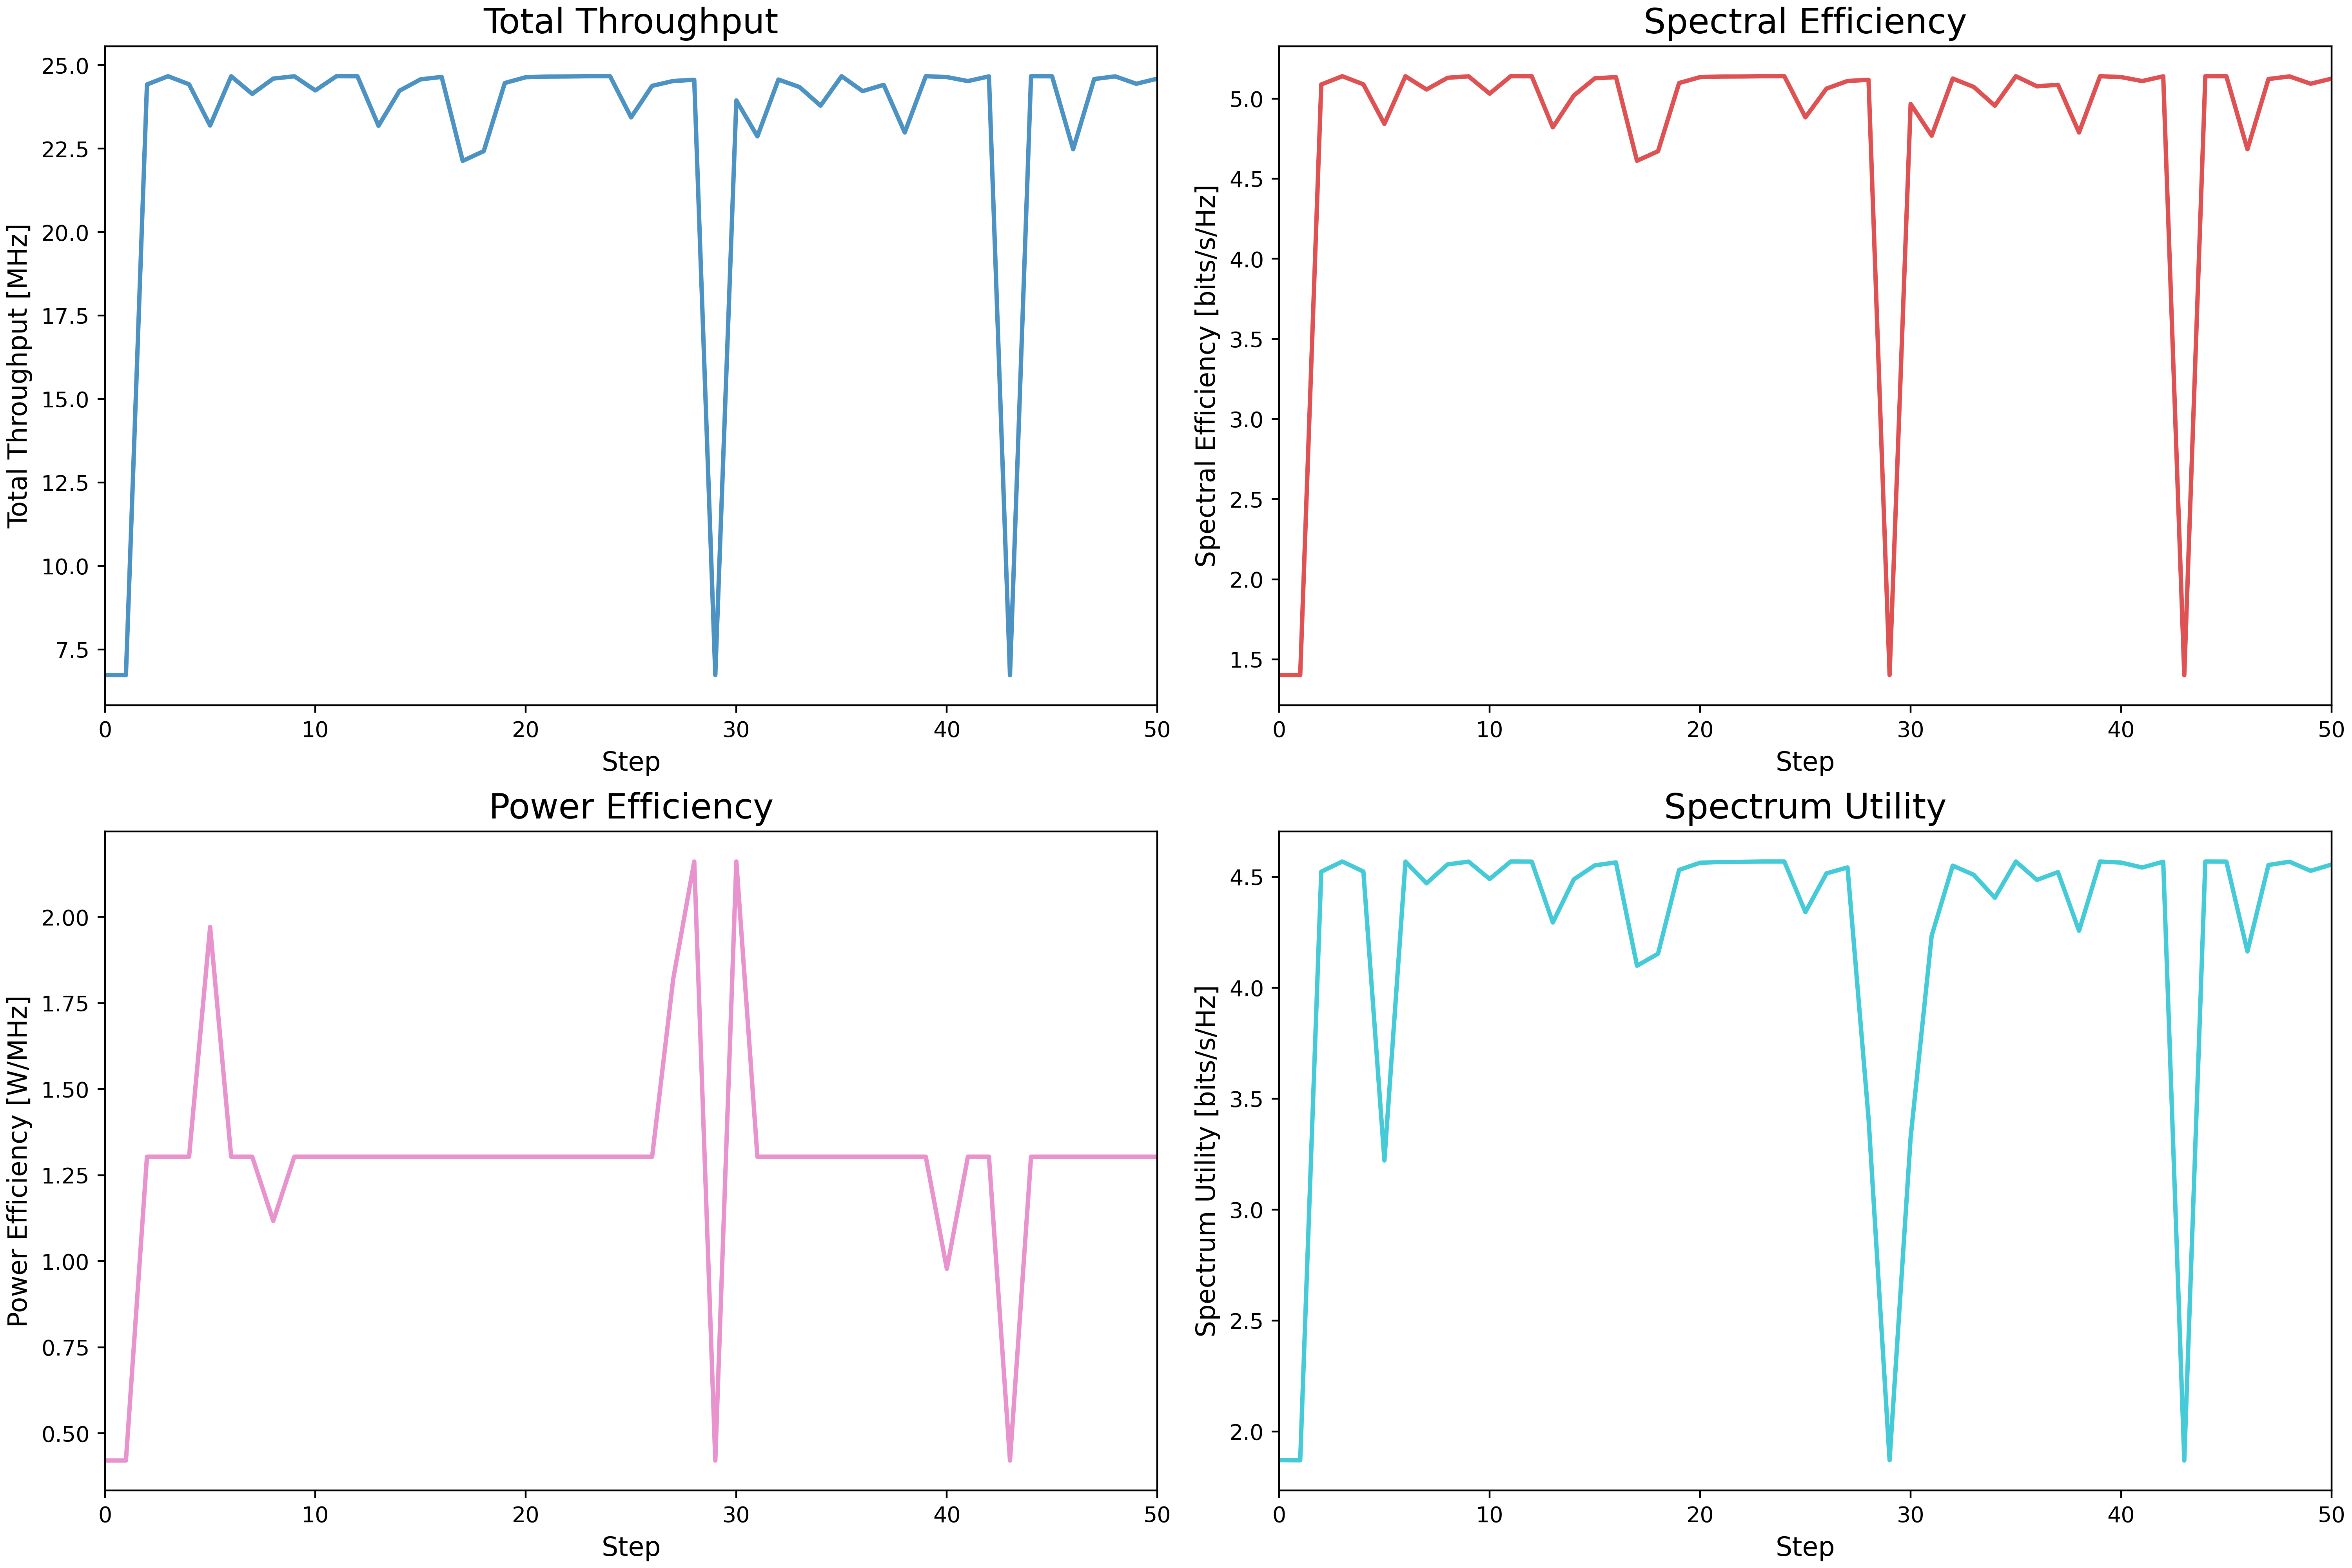 Total Throughput
Total Throughput [MHz]
25.0
22.5
20.0
17.5
15.0
12.5
10.0
7.5
0 10 20 30 40 50
Step
Spectral Efficiency
Spectral Efficiency [bits/s/Hz]
5.0
4.5
4.0
3.5
3.0
2.5
2.0
1.5
0 10 20 30 40 50
Step
Power Efficiency
Power Efficiency [W/MHz]
2.00
1.75
1.50
1.25
1.00
0.75
0.50
0 10 20 30 40 50
Step
Spectrum Utility
Spectrum Utility [bits/s/Hz]
4.5
4.0
3.5
3.0
2.5
2.0
0 10 20 30 40 50
Step